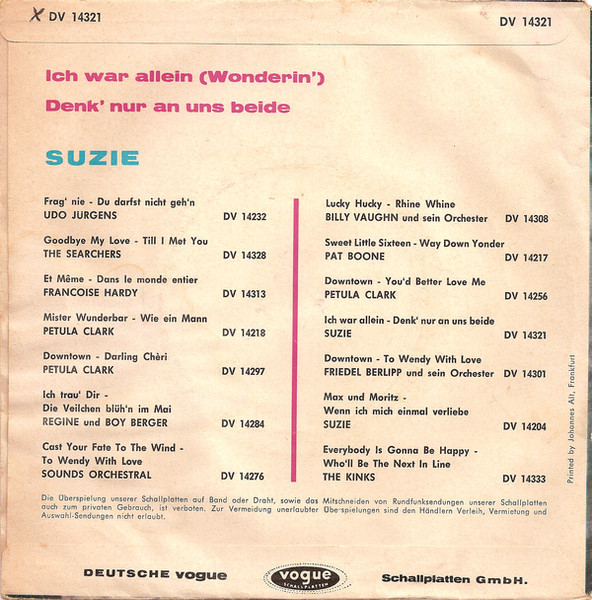 X DV 14321
DV 14321
Ich war allein (Wonderin')
Denk' nur an uns beide
SUZIE
Frag' nie - Du darfst nicht geh'n
UDO JURGENS DV 14232
Goodbye My Love - Till I Met You
THE SEARCHERS DV 14328
Et Même - Dans le monde entier
FRANCOISE HARDY DV 14313
Mister Wunderbar - Wie ein Mann
PETULA CLARK DV 14218
Downtown - Darling Chèri
PETULA CLARK DV 14297
Ich trau' Dir -
Die Veilchen blüh'n im Mai
REGINE und BOY BERGER DV 14284
Cast Your Fate To The Wind -
To Wendy With Love
SOUNDS ORCHESTRAL DV 14276
Lucky Hucky - Rhine Whine
BILLY VAUGHN und sein Orchester DV 14308
Sweet Little Sixteen - Way Down Yonder
PAT BOONE DV 14217
Downtown - You'd Better Love Me
PETULA CLARK DV 14256
Ich war allein - Denk' nur an uns beide
SUZIE DV 14321
Downtown - To Wendy With Love
FRIEDEL BERLIPP und sein Orchester DV 14301
Max und Moritz -
Wenn ich mich einmal verliebe
SUZIE DV 14204
Everybody Is Gonna Be Happy -
Who'll Be The Next In Line
THE KINKS DV 14333
Printed by Johannes Alt, Frankfurt
Die Überspielung unserer Schallplatten auf Band oder Draht, sowie das Mitschneiden von Rundfunksendungen unserer Schallplatten
auch zum privaten Gebrauch, ist verboten. Zur Vermeidung unerlaubter Überspielungen sind den Händlern Verleih, Vermietung und
Auswahl-Sendungen nicht erlaubt.
DEUTSCHE vogue
vogue
SCHALLPLATTEN
Schallplatten GmbH.